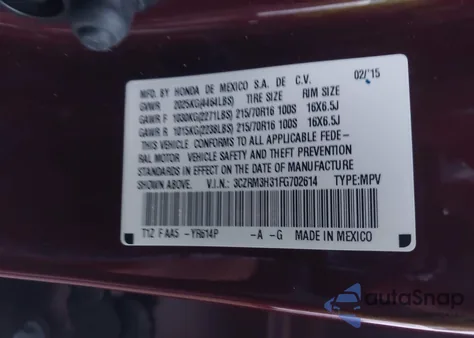 MFD. BY HONDA DE MEXICO S.A. DE C.V. 02/'15
GVWR 2025KG(4464LBS) TIRE SIZE RIM SIZE
GAWR F 1030KG(2271LBS) 215/70R16 100S 16X6.5J
GAWR R 1015KG(2238LBS) 215/70R16 100S 16X6.5J
THIS VEHICLE CONFORMS TO ALL APPLICABLE FEDE-
RAL MOTOR VEHICLE SAFETY AND THEFT PREVENTION
STANDARDS IN EFFECT ON THE DATE OF MANUFACTURE
SHOWN ABOVE. V.I.N.: 3CZRM3H31FG702614 TYPE:MPV
T1Z F AA5 -YR614P -A -G MADE IN MEXICO
autoSnap